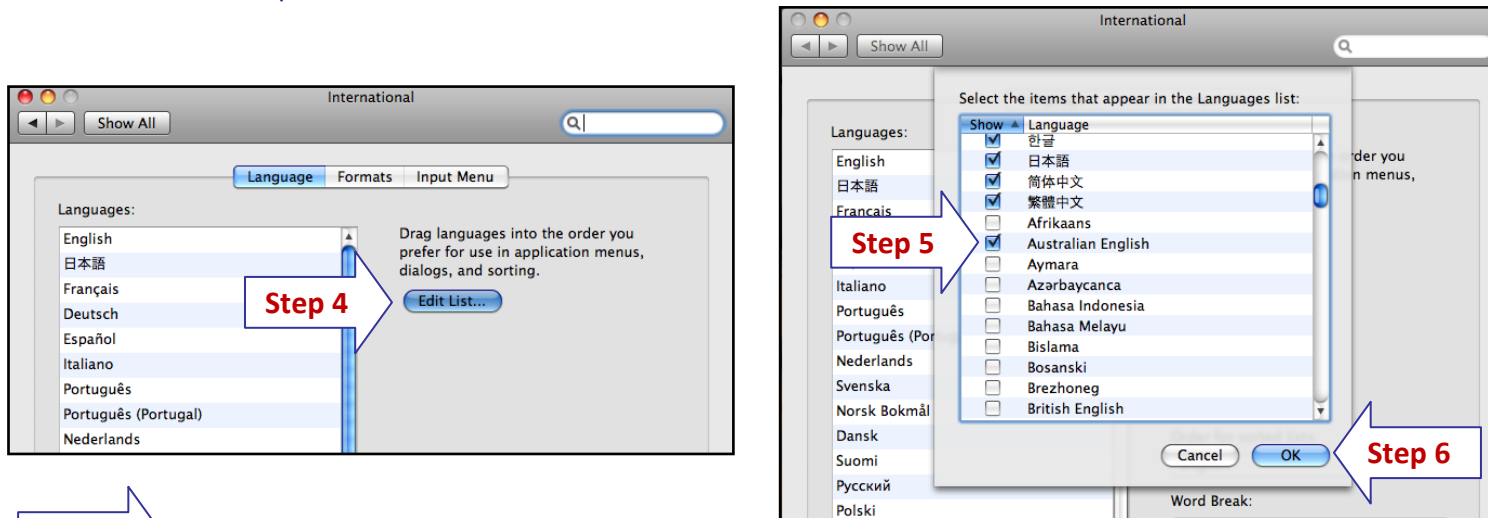 International
Show All
Language Formats Input Menu
Languages:
English
日本語
Français
Deutsch
Español
Italiano
Português
Português (Portugal)
Nederlands
Drag languages into the order you
prefer for use in application menus,
dialogs, and sorting.
Edit List...
Step 4
International
Show All
Languages:
English
日本語
Français
Italiano
Português
Português (Por
Nederlands
Svenska
Norsk Bokmål
Dansk
Suomi
Русский
Polski
Select the items that appear in the Languages list:
Show Language
한글
日本語
简体中文
繁體中文
Afrikaans
Australian English
Aymara
Azərbaycanca
Bahasa Indonesia
Bahasa Melayu
Bislama
Bosanski
Brezhoneg
British English
Step 5
rder you
n menus,
Cancel OK
Step 6
Word Break: